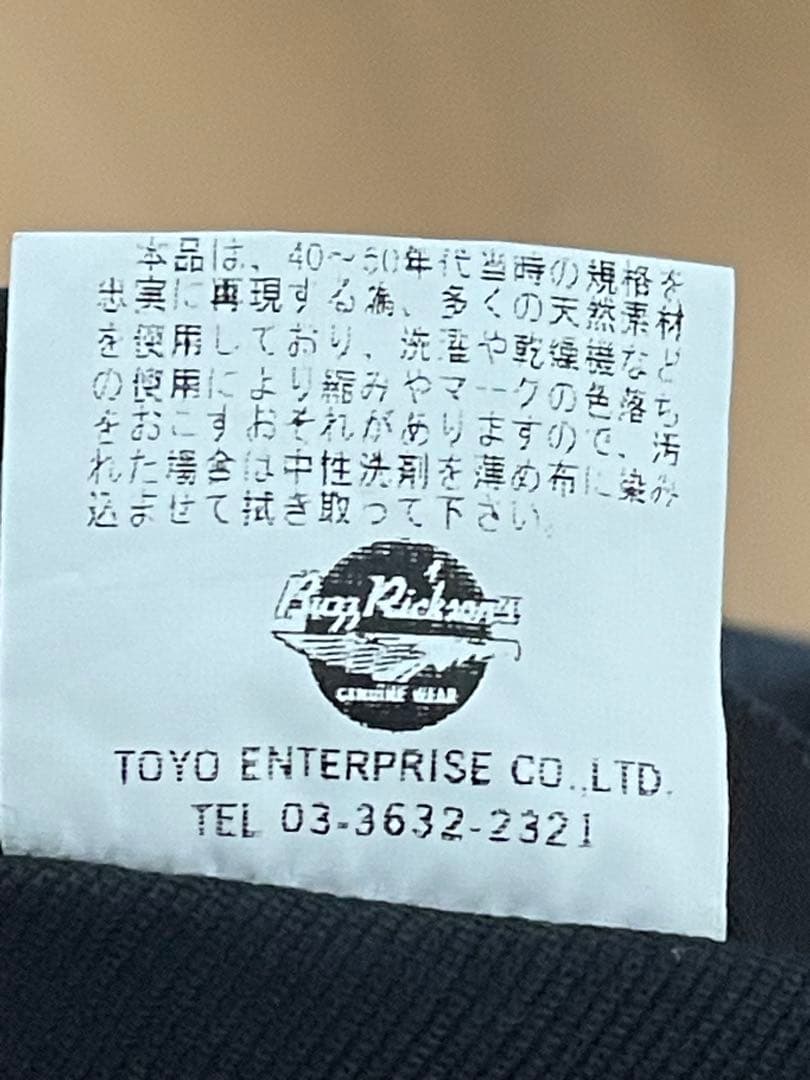 本品は、40〜60年代当時の規格を
忠実に再現する為、多くの天然素材
を使用しており、洗濯や乾燥機など
の使用により縮みやマークの色落ち
をおこすおそれがありますので、汚
れた場合は中性洗剤を薄め布に染み
込ませて拭き取って下さい。
Buzz Rickson's
GENUINE WEAR
TOYO ENTERPRISE CO.,LTD.
TEL 03-3632-2321